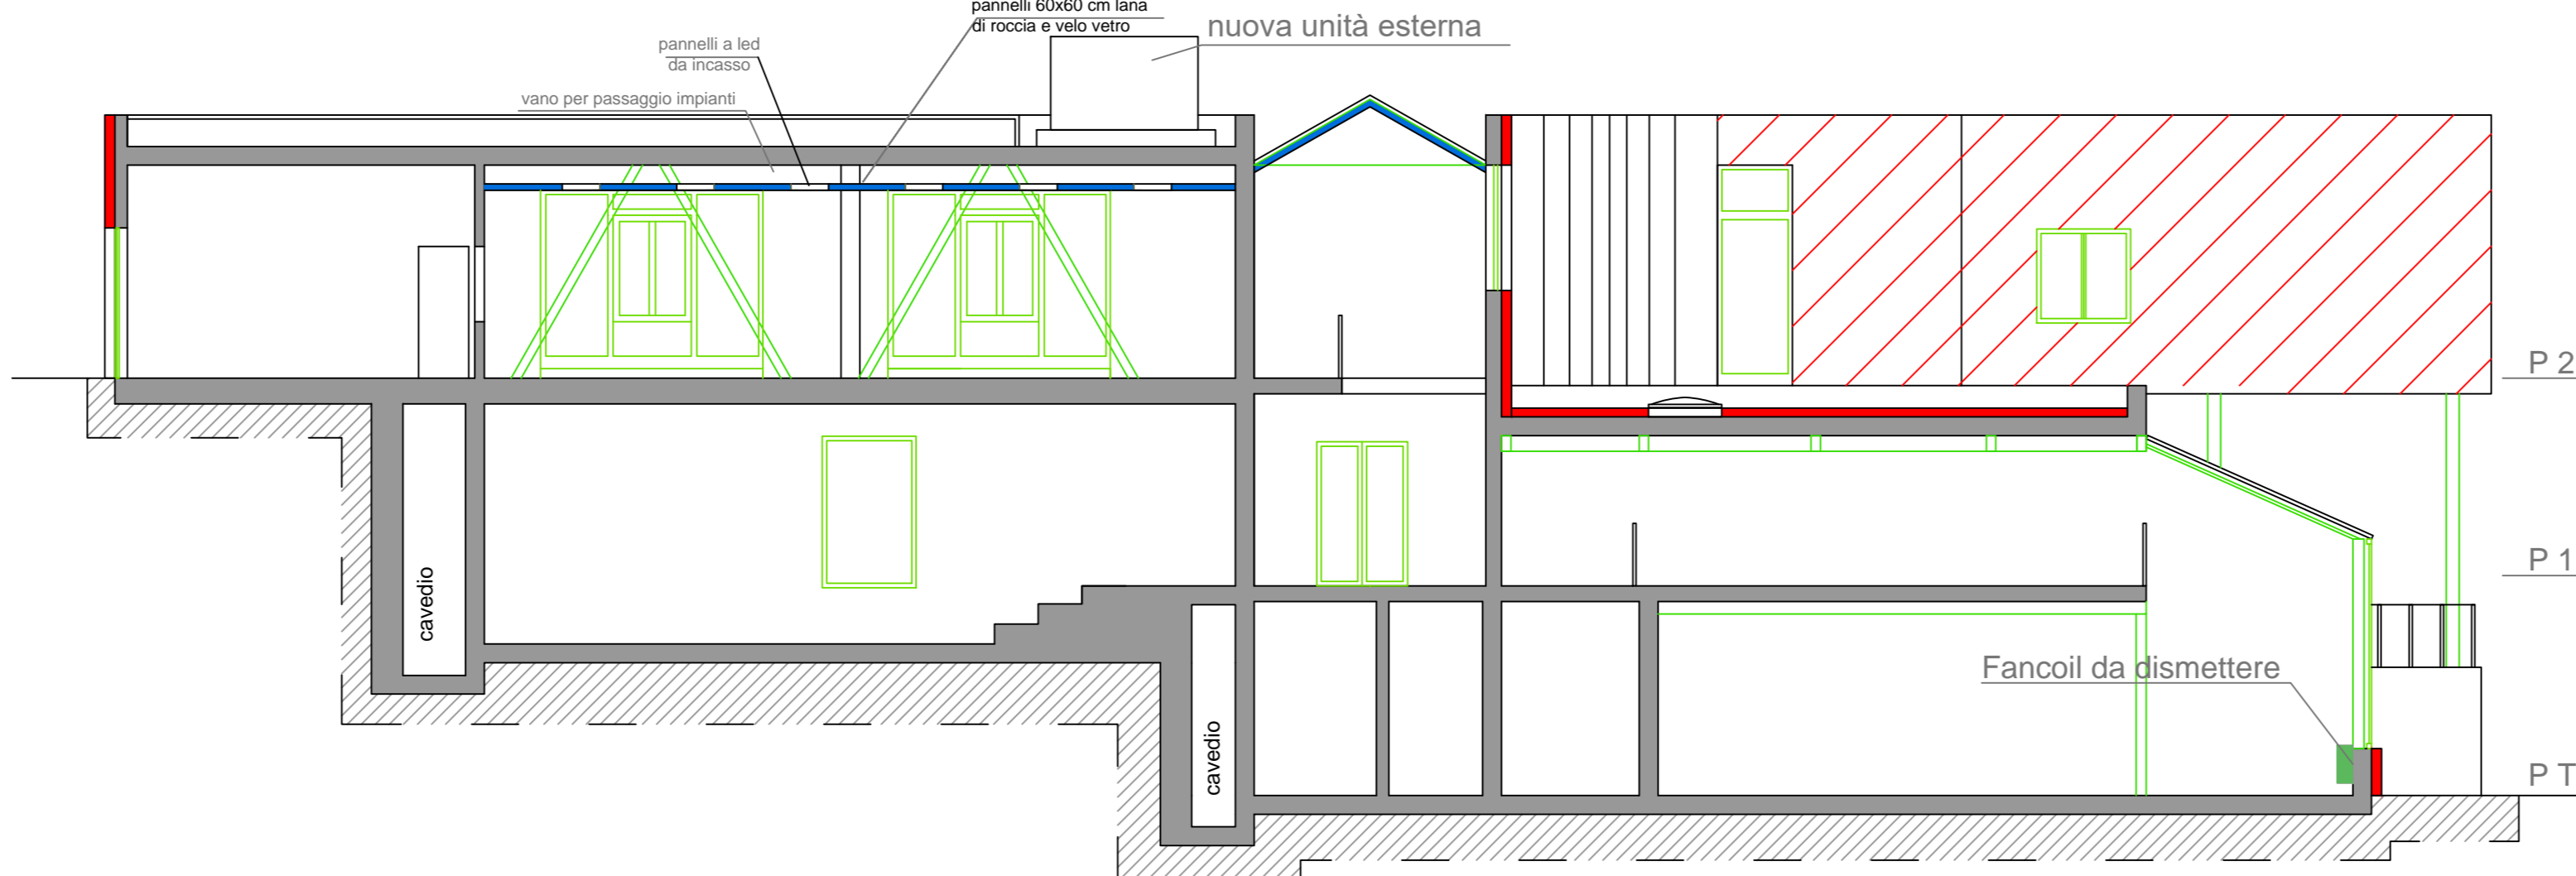 pannelli 60x60 cm lana
di roccia e velo vetro
nuova unità esterna
pannelli a led
da incasso
vano per passaggio impianti
P 2
P 1
cavedio
Fancoil da dismettere
cavedio
P T